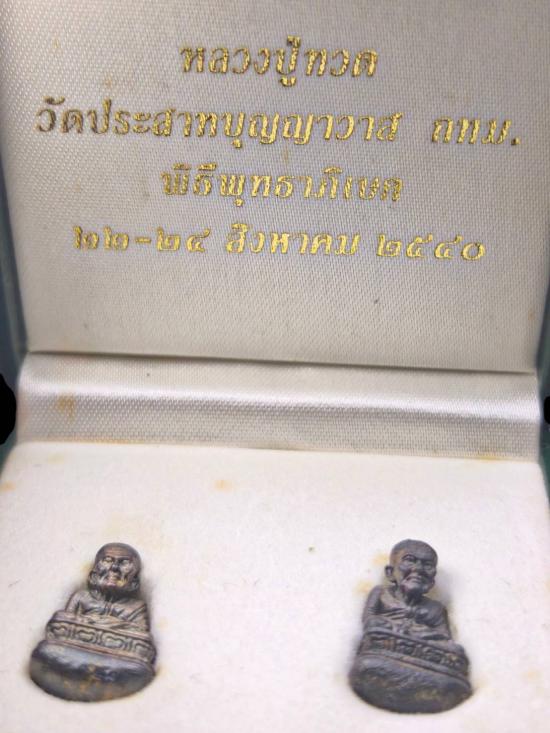 หลวงปู่ทวด
วัดประสาทบุญญาวาส กทม.
พิธีพุทธาภิเษก
๒๒-๒๔ สิงหาคม ๒๕๔๐